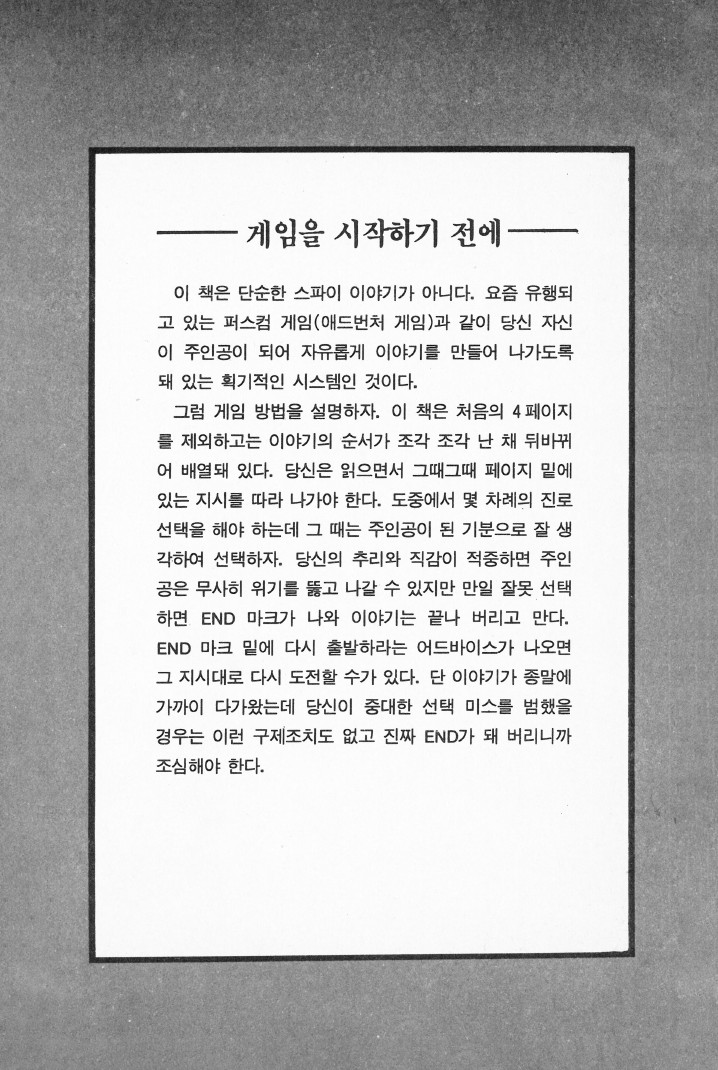 게임을 시작하기 전에
이 책은 단순한 스파이 이야기가 아니다. 요즘 유행되
고 있는 퍼스컴 게임(애드번처 게임)과 같이 당신 자신
이 주인공이 되어 자유롭게 이야기를 만들어 나가도록
돼 있는 획기적인 시스템인 것이다.
그럼 게임 방법을 설명하자. 이 책은 처음의 4페이지
를 제외하고는 이야기의 순서가 조각 조각 난 채 뒤바뀌
어 배열돼 있다. 당신은 읽으면서 그때그때 페이지 밑에
있는 지시를 따라 나가야 한다. 도중에서 몇 차례의 진로
선택을 해야 하는데 그 때는 주인공이 된 기분으로 잘 생
각하여 선택하자. 당신의 추리와 직감이 적중하면 주인
공은 무사히 위기를 뚫고 나갈 수 있지만 만일 잘못 선택
하면 END 마크가 나와 이야기는 끝나 버리고 만다.
END 마크 밑에 다시 출발하라는 어드바이스가 나오면
그 지시대로 다시 도전할 수가 있다. 단 이야기가 종말에
가까이 다가왔는데 당신이 중대한 선택 미스를 범했을
경우는 이런 구제조치도 없고 진짜 END가 돼 버리니까
조심해야 한다.